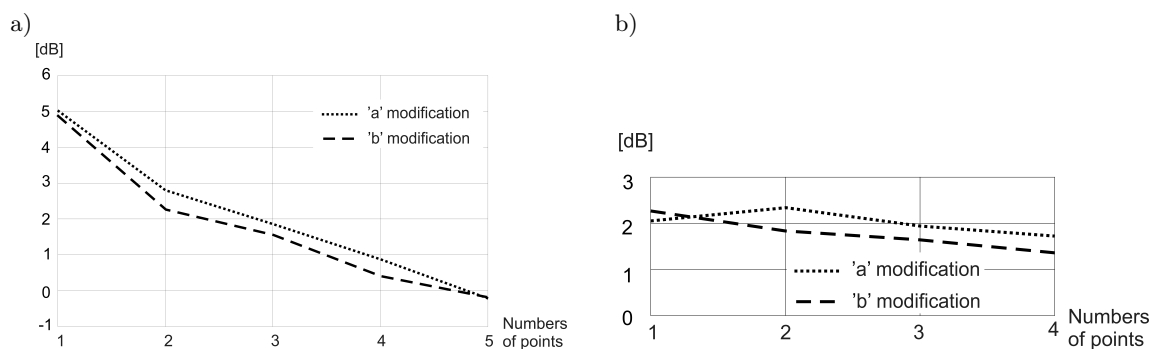 a)
[dB]
6
5
4
3
2
1
0
-1
'a' modification
'b' modification
1 2 3 4 5
Numbers
of points
b)
[dB]
3
2
1
0
'a' modification
'b' modification
1 2 3 4
Numbers
of points